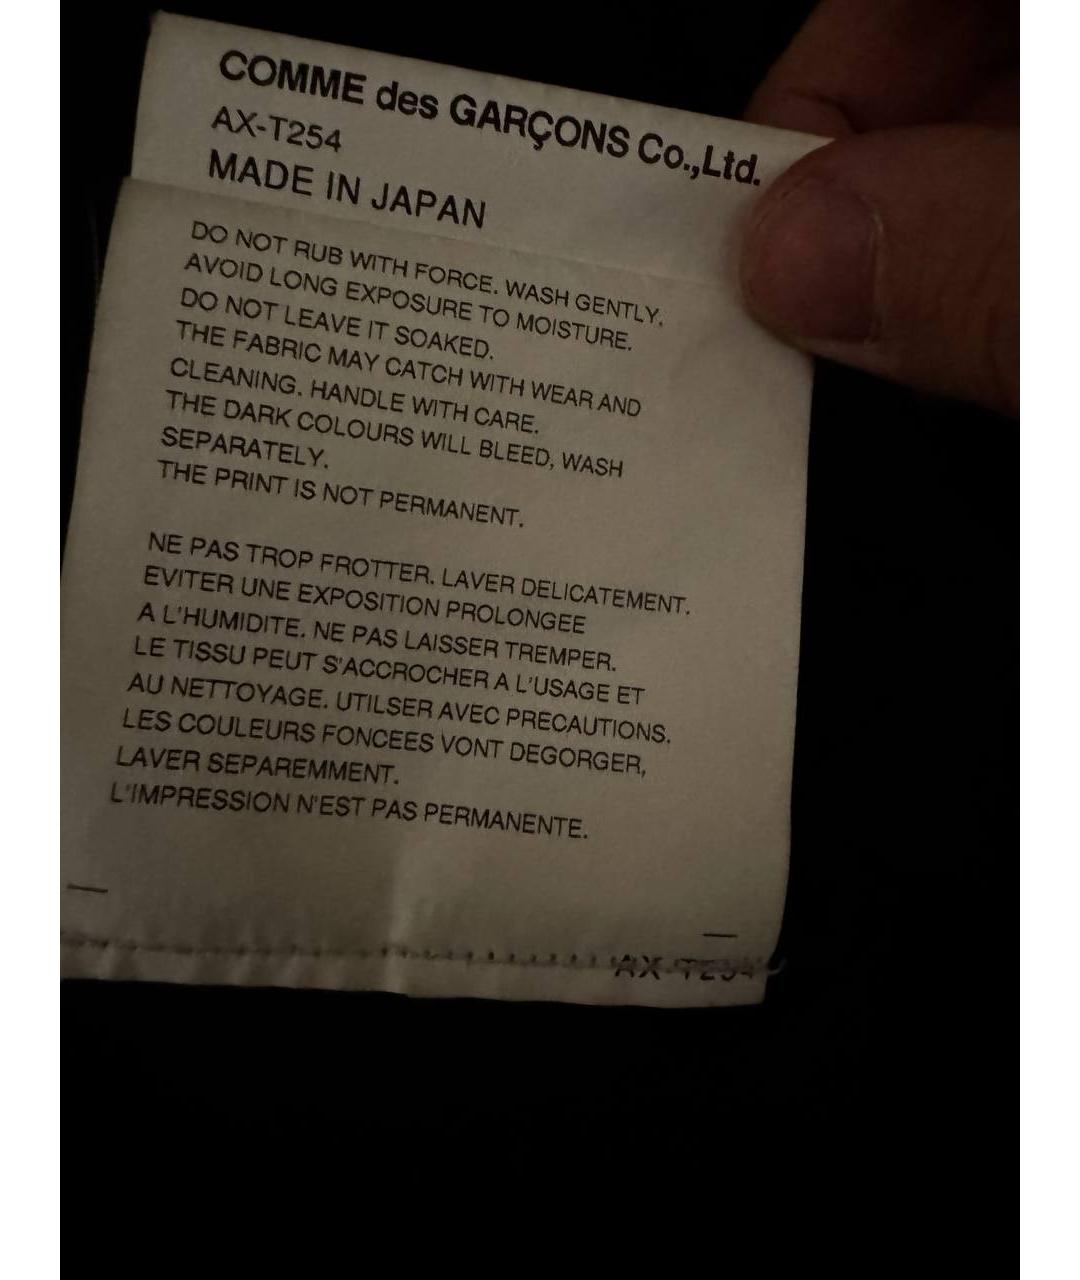 COMME des GARÇONS Co.,Ltd.
AX-T254
MADE IN JAPAN
DO NOT RUB WITH FORCE. WASH GENTLY.
AVOID LONG EXPOSURE TO MOISTURE.
DO NOT LEAVE IT SOAKED.
THE FABRIC MAY CATCH WITH WEAR AND
CLEANING. HANDLE WITH CARE.
THE DARK COLOURS WILL BLEED, WASH
SEPARATELY.
THE PRINT IS NOT PERMANENT.
NE PAS TROP FROTTER. LAVER DELICATEMENT.
EVITER UNE EXPOSITION PROLONGEE
A L'HUMIDITE. NE PAS LAISSER TREMPER.
LE TISSU PEUT S'ACCROCHER A L'USAGE ET
AU NETTOYAGE. UTILSER AVEC PRECAUTIONS.
LES COULEURS FONCEES VONT DEGORGER,
LAVER SEPAREMMENT.
L'IMPRESSION N'EST PAS PERMANENTE.
AX-T254